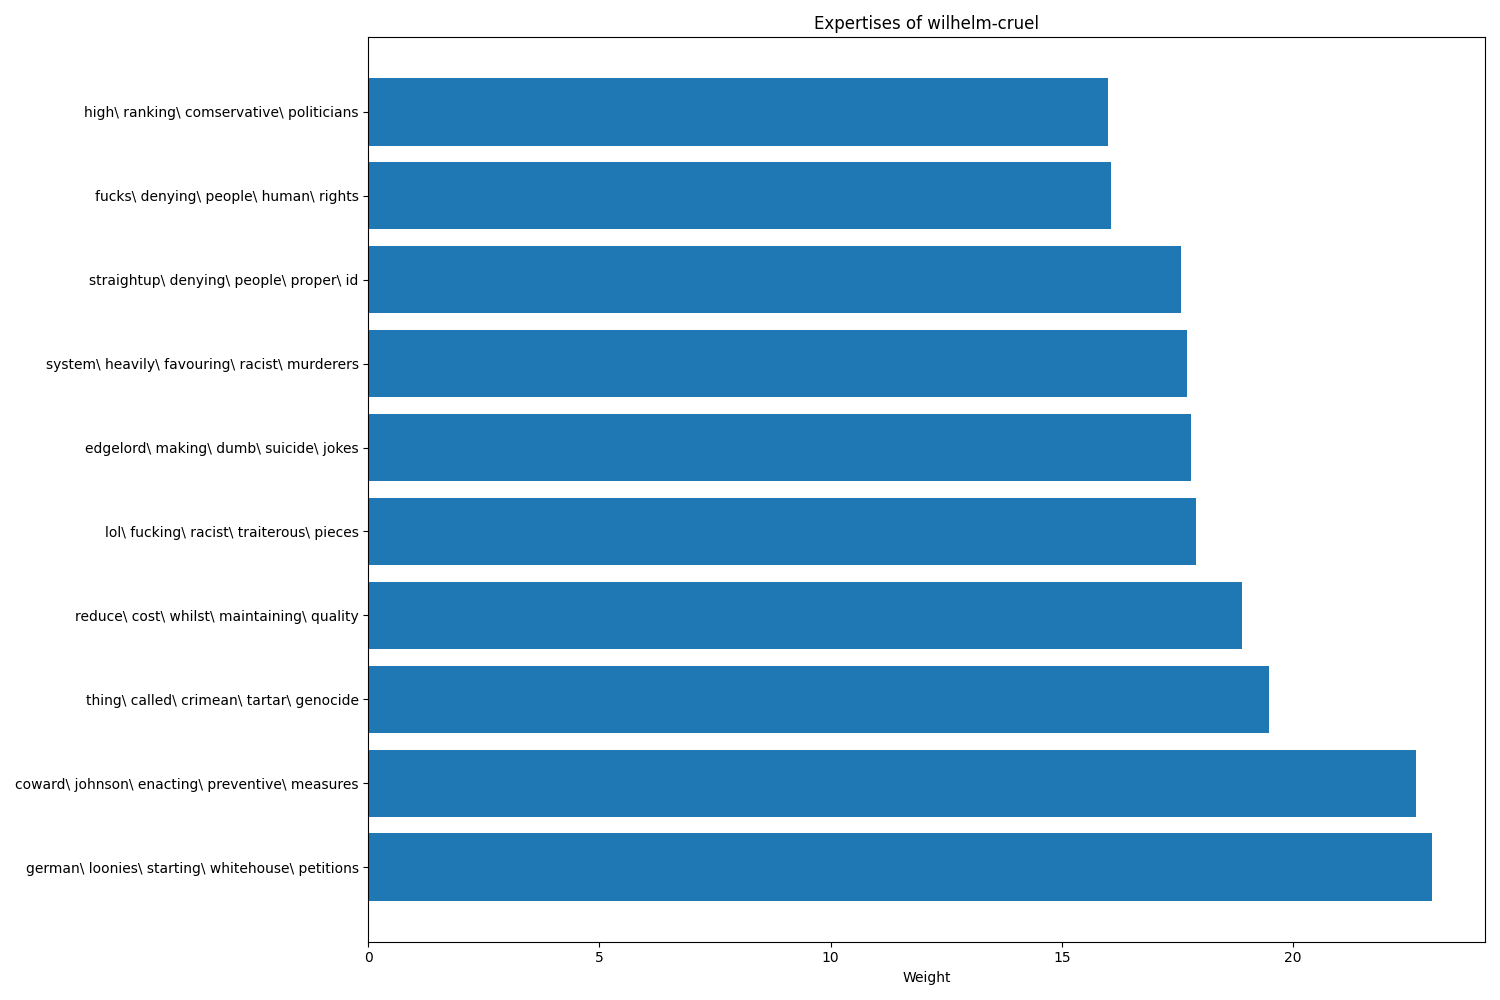 Expertises of wilhelm-cruel
high\ ranking\ comservative\ politicians
fucks\ denying\ people\ human\ rights
straightup\ denying\ people\ proper\ id
system\ heavily\ favouring\ racist\ murderers
edgelord\ making\ dumb\ suicide\ jokes
lol\ fucking\ racist\ traiterous\ pieces
reduce\ cost\ whilst\ maintaining\ quality
thing\ called\ crimean\ tartar\ genocide
coward\ johnson\ enacting\ preventive\ measures
german\ loonies\ starting\ whitehouse\ petitions
0 5 10 15 20
Weight